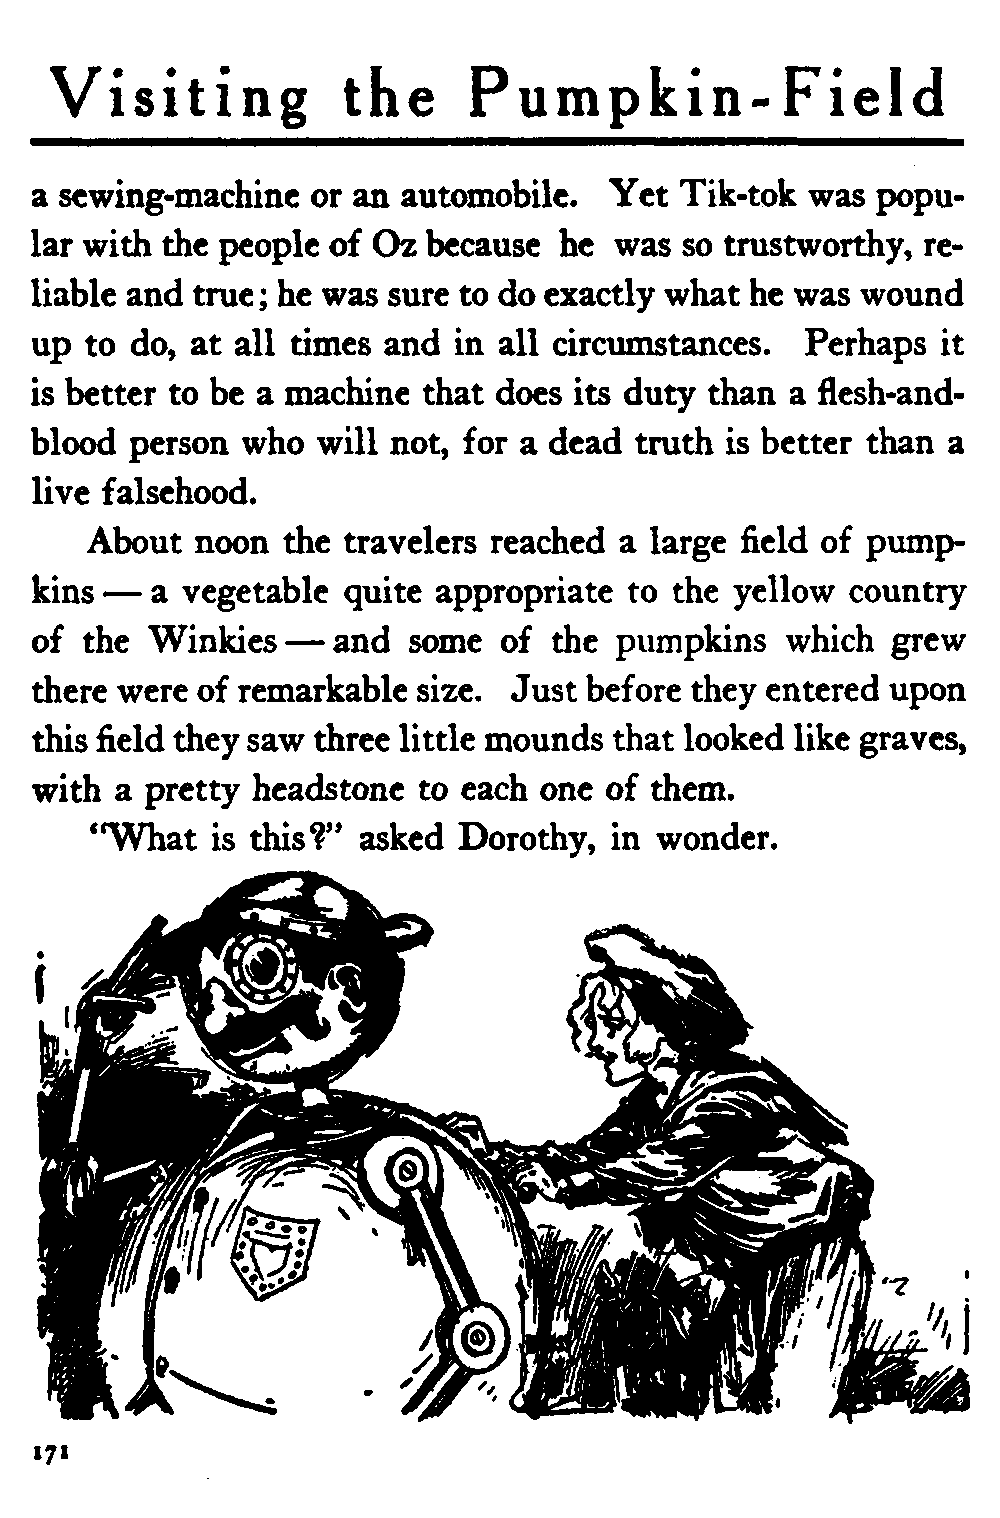 Visiting the Pumpkin-Field
a sewing-machine or an automobile. Yet Tik-tok was popu-
lar with the people of Oz because he was so trustworthy, re-
liable and true; he was sure to do exactly what he was wound
up to do, at all times and in all circumstances. Perhaps it
is better to be a machine that does its duty than a flesh-and-
blood person who will not, for a dead truth is better than a
live falsehood.
About noon the travelers reached a large field of pump-
kins — a vegetable quite appropriate to the yellow country
of the Winkies — and some of the pumpkins which grew
there were of remarkable size. Just before they entered upon
this field they saw three little mounds that looked like graves,
with a pretty headstone to each one of them.
“What is this?” asked Dorothy, in wonder.
171